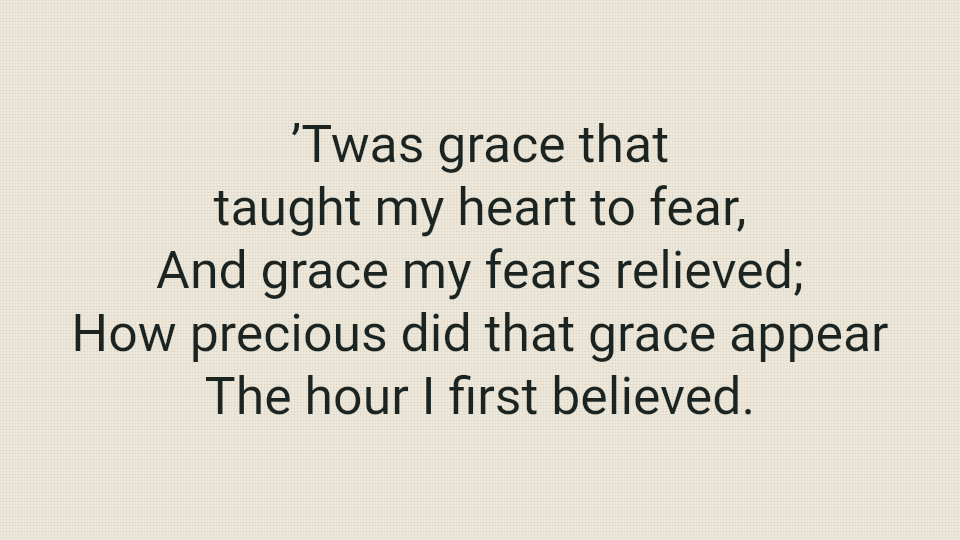 ’Twas grace that
taught my heart to fear,
And grace my fears relieved;
How precious did that grace appear
The hour I first believed.